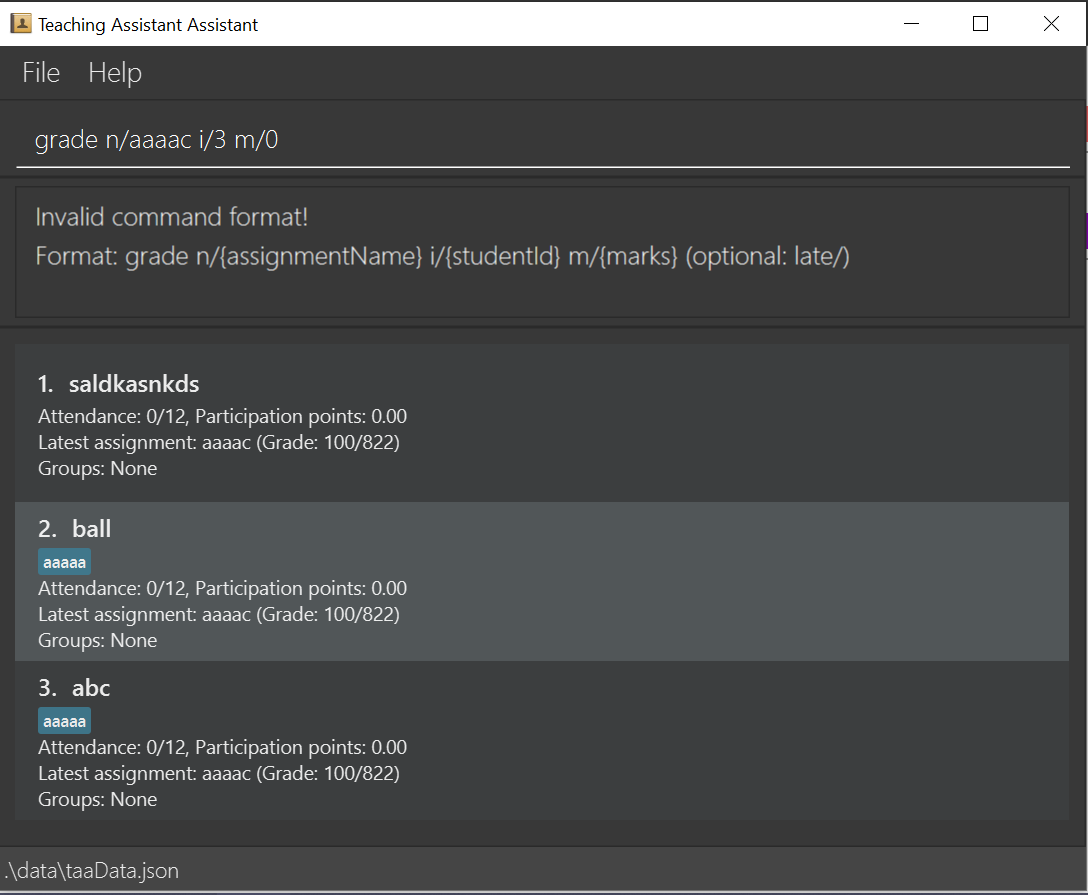 Teaching Assistant Assistant
File Help
grade n/aaaac i/3 m/0
Invalid command format!
Format: grade n/{assignmentName} i/{studentId} m/{marks} (optional: late/)
1. saldkasnkds
Attendance: 0/12, Participation points: 0.00
Latest assignment: aaaac (Grade: 100/822)
Groups: None
2. ball
aaaaa
Attendance: 0/12, Participation points: 0.00
Latest assignment: aaaac (Grade: 100/822)
Groups: None
3. abc
aaaaa
Attendance: 0/12, Participation points: 0.00
Latest assignment: aaaac (Grade: 100/822)
Groups: None
.\data\taaData.json